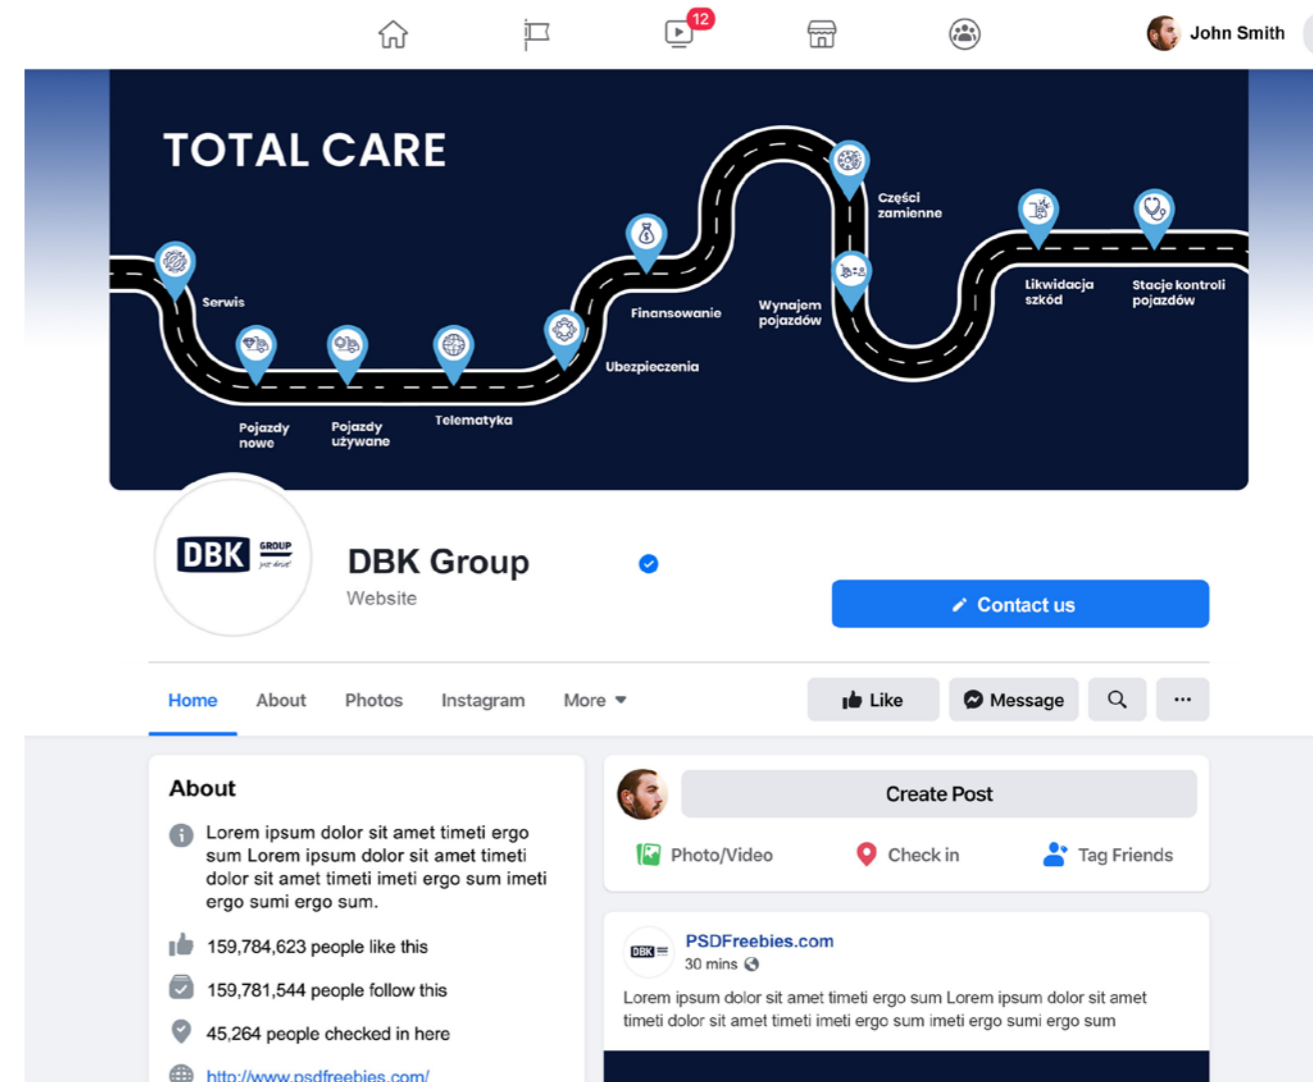 12
John Smith
TOTAL CARE
Części
zamienne
Serwis
Finansowanie
Wynajem
pojazdów
Likwidacja
szkód
Stacje kontroli
pojazdów
Ubezpieczenia
Pojazdy
nowe
Pojazdy
używane
Telematyka
DBK GROUP
just drive!
DBK Group
Website
Contact us
Home About Photos Instagram More
Like Message
About
Lorem ipsum dolor sit amet timeti ergo
sum Lorem ipsum dolor sit amet timeti
dolor sit amet timeti imeti ergo sum imeti
ergo sumi ergo sum.
159,784,623 people like this
159,781,544 people follow this
45,264 people checked in here
http://www.psdfreebies.com/
Create Post
Photo/Video Check in Tag Friends
DBK
PSDFreebies.com
30 mins
Lorem ipsum dolor sit amet timeti ergo sum Lorem ipsum dolor sit amet
timeti dolor sit amet timeti imeti ergo sum imeti ergo sumi ergo sum